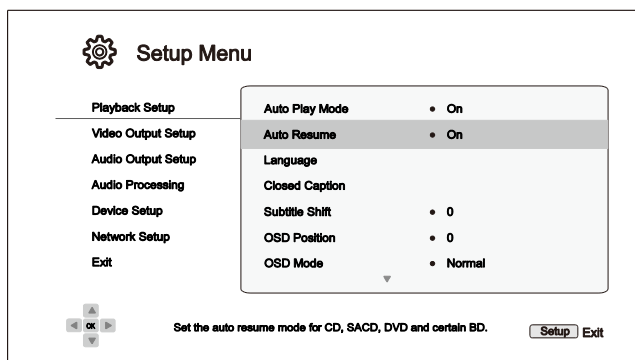 Setup Menu
Playback Setup
Video Output Setup
Audio Output Setup
Audio Processing
Device Setup
Network Setup
Exit
Auto Play Mode • On
Auto Resume • On
Language
Closed Caption
Subtitle Shift • 0
OSD Position • 0
OSD Mode • Normal
OK
Set the auto resume mode for CD, SACD, DVD and certain BD.
Setup Exit